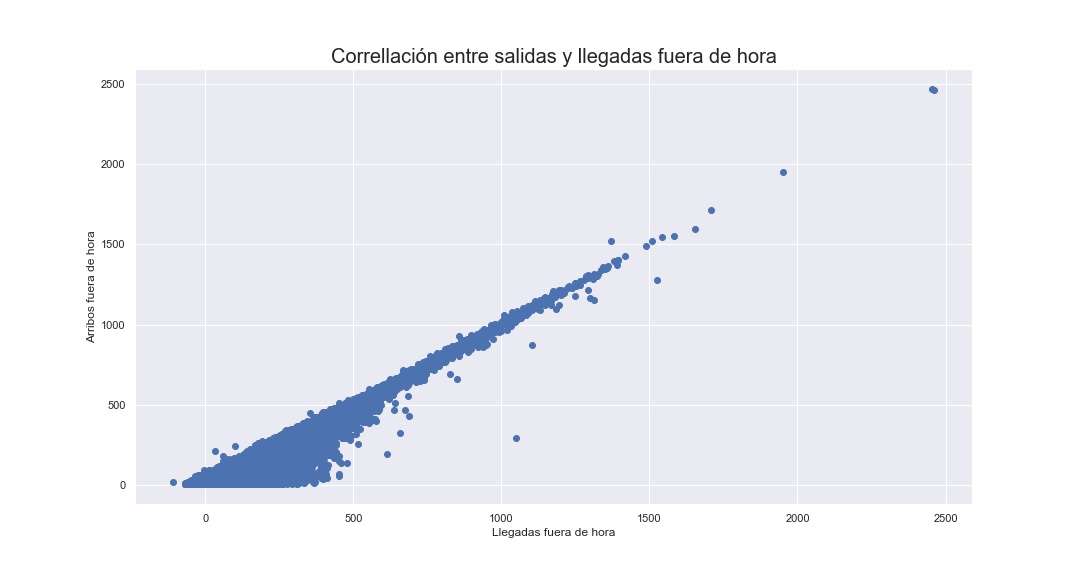 Correllación entre salidas y llegadas fuera de hora
2500
2000
1500
1000
500
0
Arribos fuera de hora
0 500 1000 1500 2000 2500
Llegadas fuera de hora